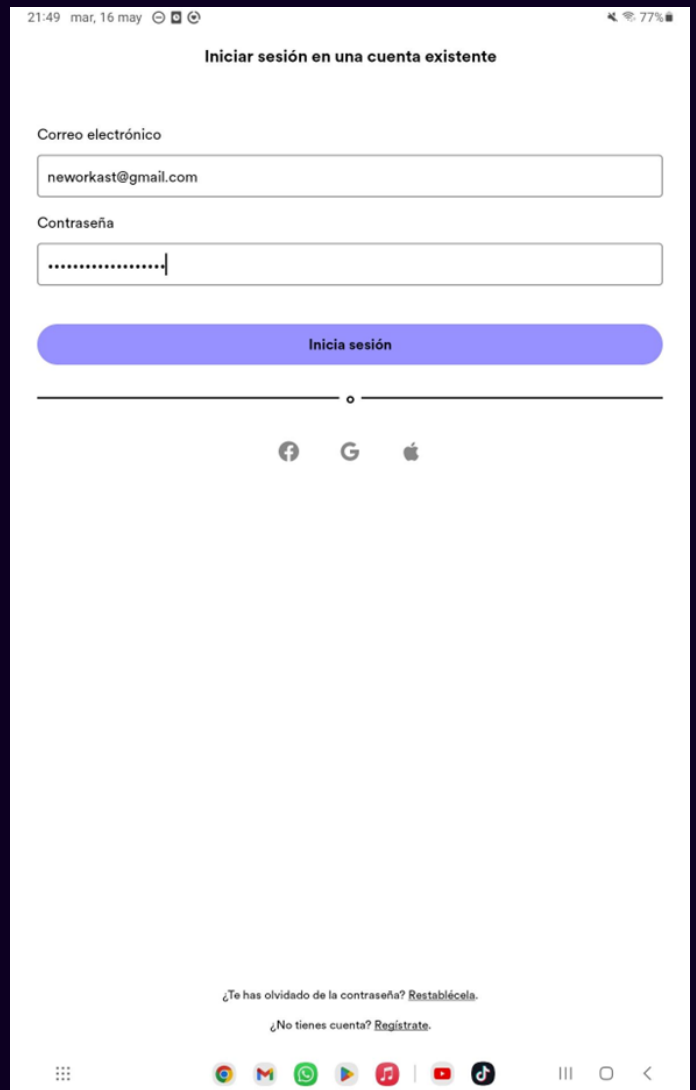 21:49 mar, 16 may 77%
Iniciar sesión en una cuenta existente
Correo electrónico
neworkast@gmail.com
Contraseña
•••••••••••••••••••
Inicia sesión
o
¿Te has olvidado de la contraseña? Restablécela.
¿No tienes cuenta? Regístrate.